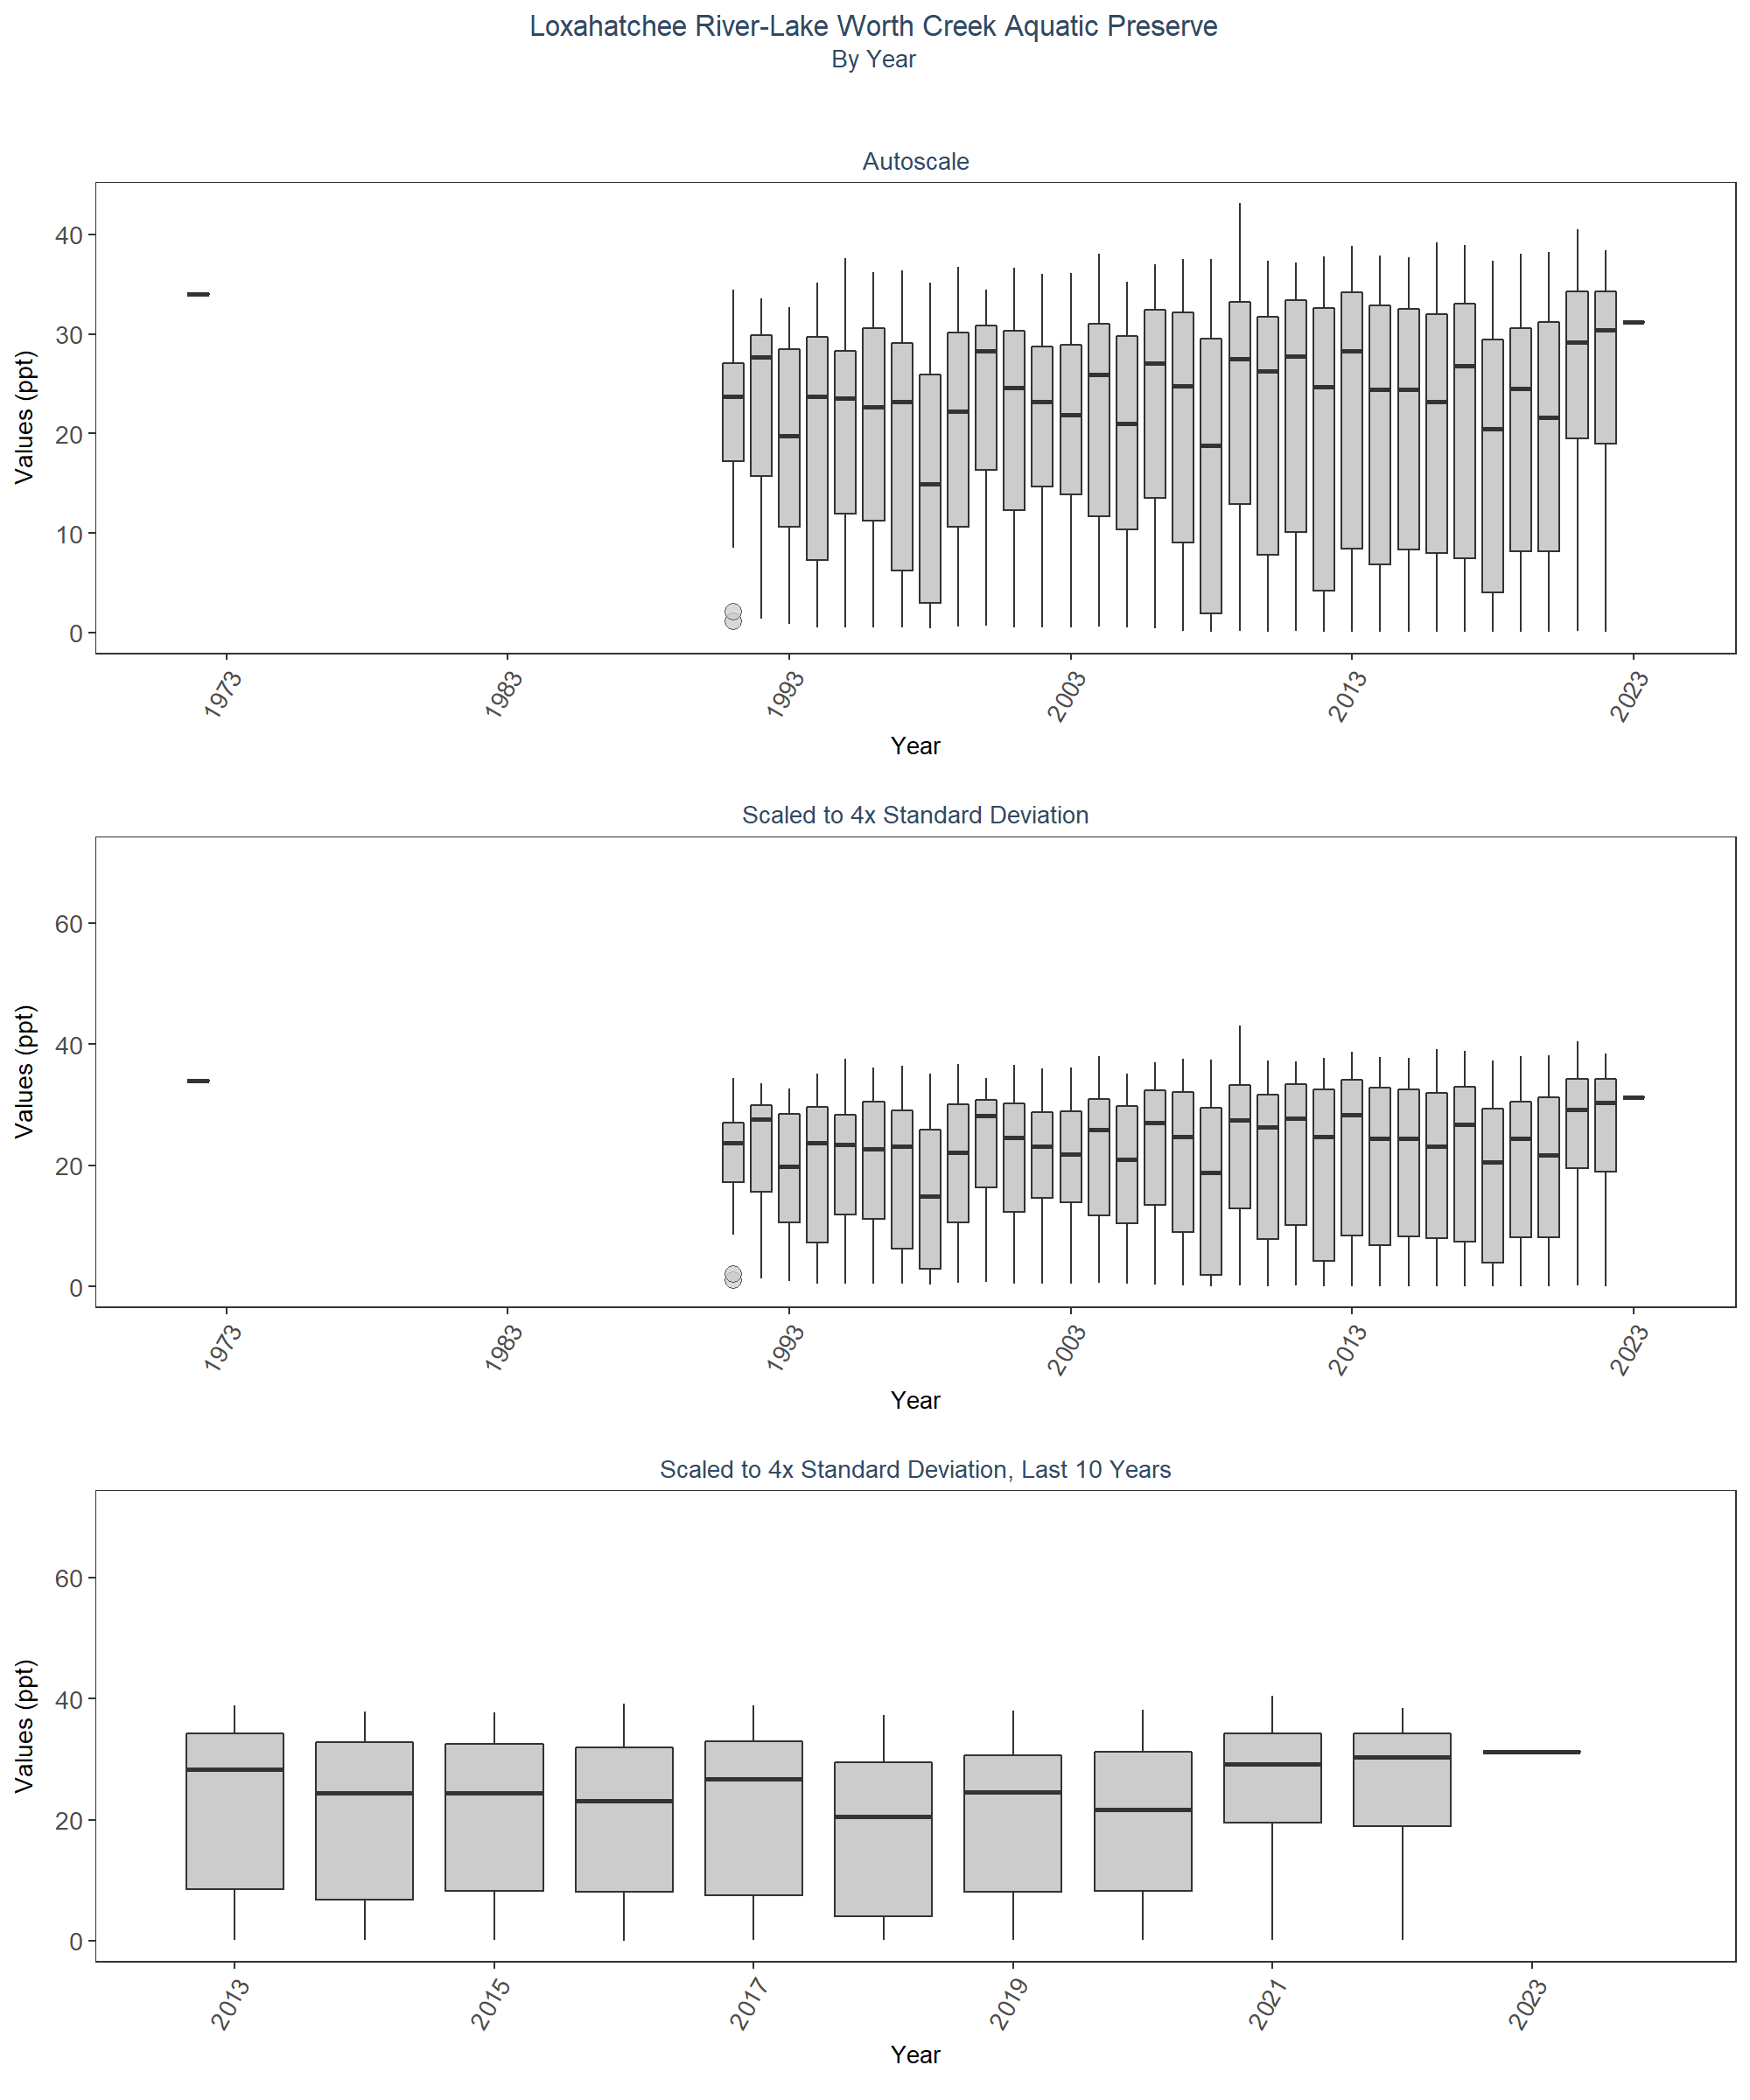 Loxahatchee River-Lake Worth Creek Aquatic Preserve
By Year
Autoscale
Values (ppt)
40
30
20
10
0
1973
1983
1993
2003
2013
2023
Year
Scaled to 4x Standard Deviation
Values (ppt)
60
40
20
0
1973
1983
1993
2003
2013
2023
Year
Scaled to 4x Standard Deviation, Last 10 Years
Values (ppt)
60
40
20
0
2013
2015
2017
2019
2021
2023
Year